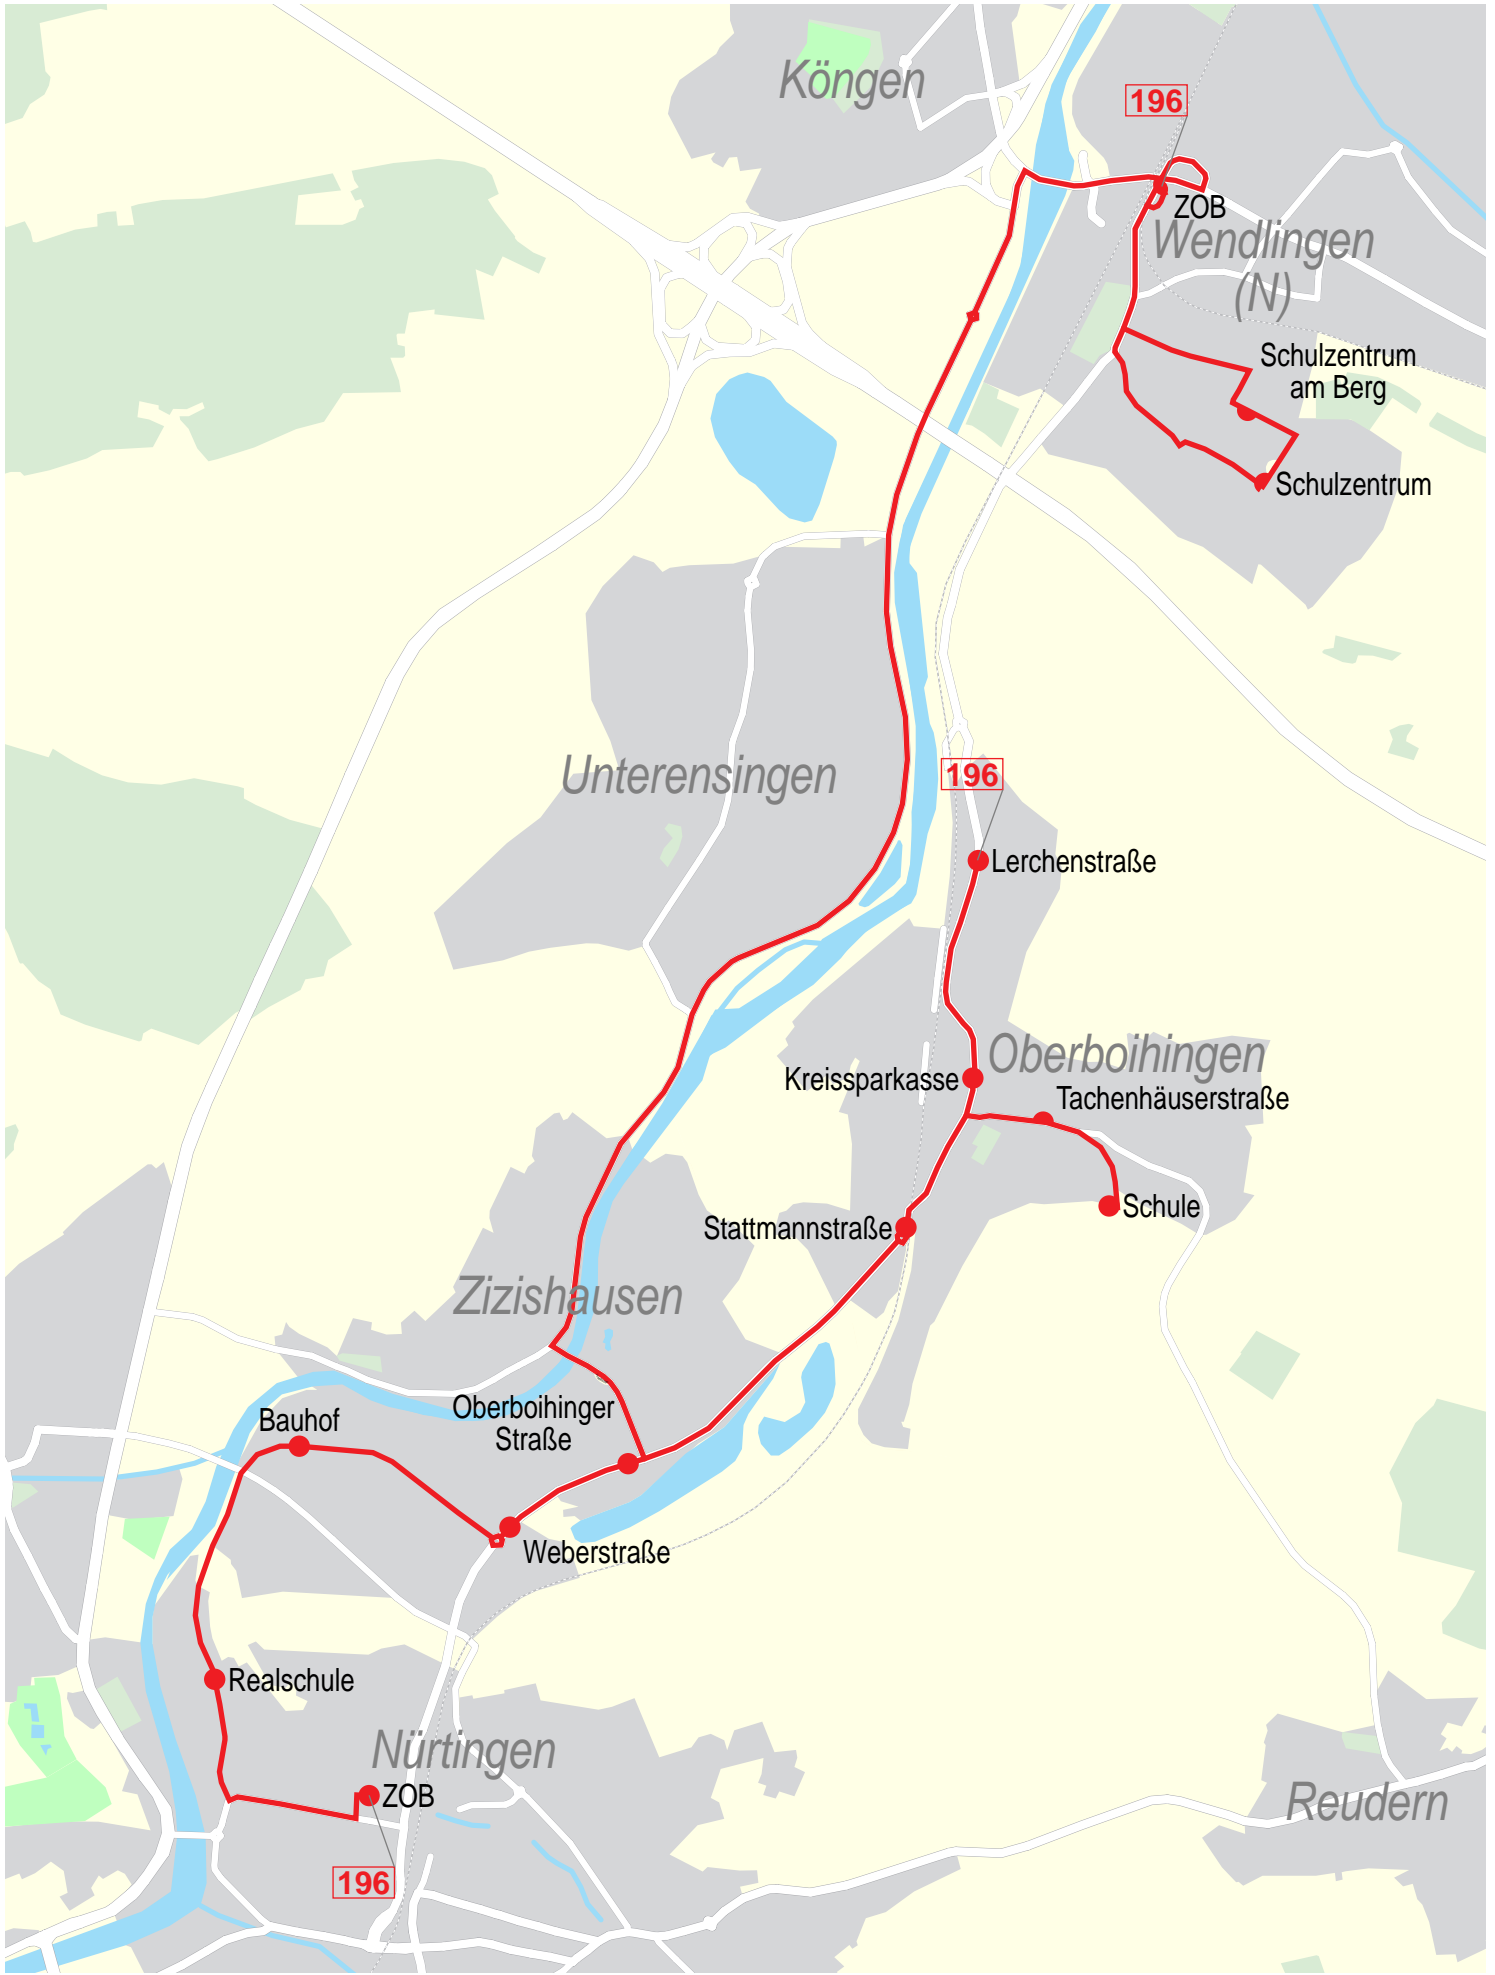 Köngen
196
ZOB
Wendlingen
(N)
Schulzentrum
am Berg
Schulzentrum
Unterensingen
196
Lerchenstraße
Oberboihingen
Kreissparkasse
Tachenhäuserstraße
Schule
Stattmannstraße
Zizishausen
Oberboihinger
Straße
Bauhof
Weberstraße
Realschule
Nürtingen
ZOB
Reudern
196